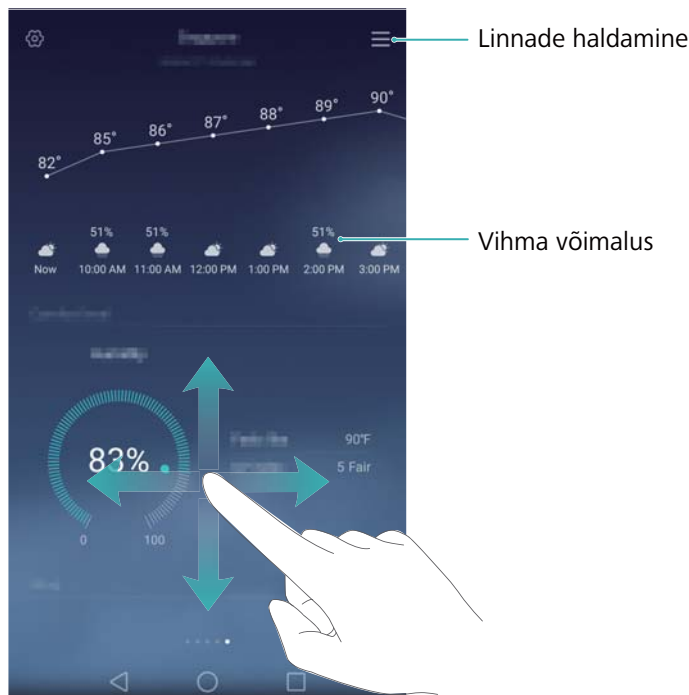 Linnade haldamine
90°
89°
88°
87°
86°
85°
82°
51% 51% 51%
Vihma võimalus
Now 10:00 AM 11:00 AM 12:00 PM 1:00 PM 2:00 PM 3:00 PM
83%
90°F
5 Fair
0 100